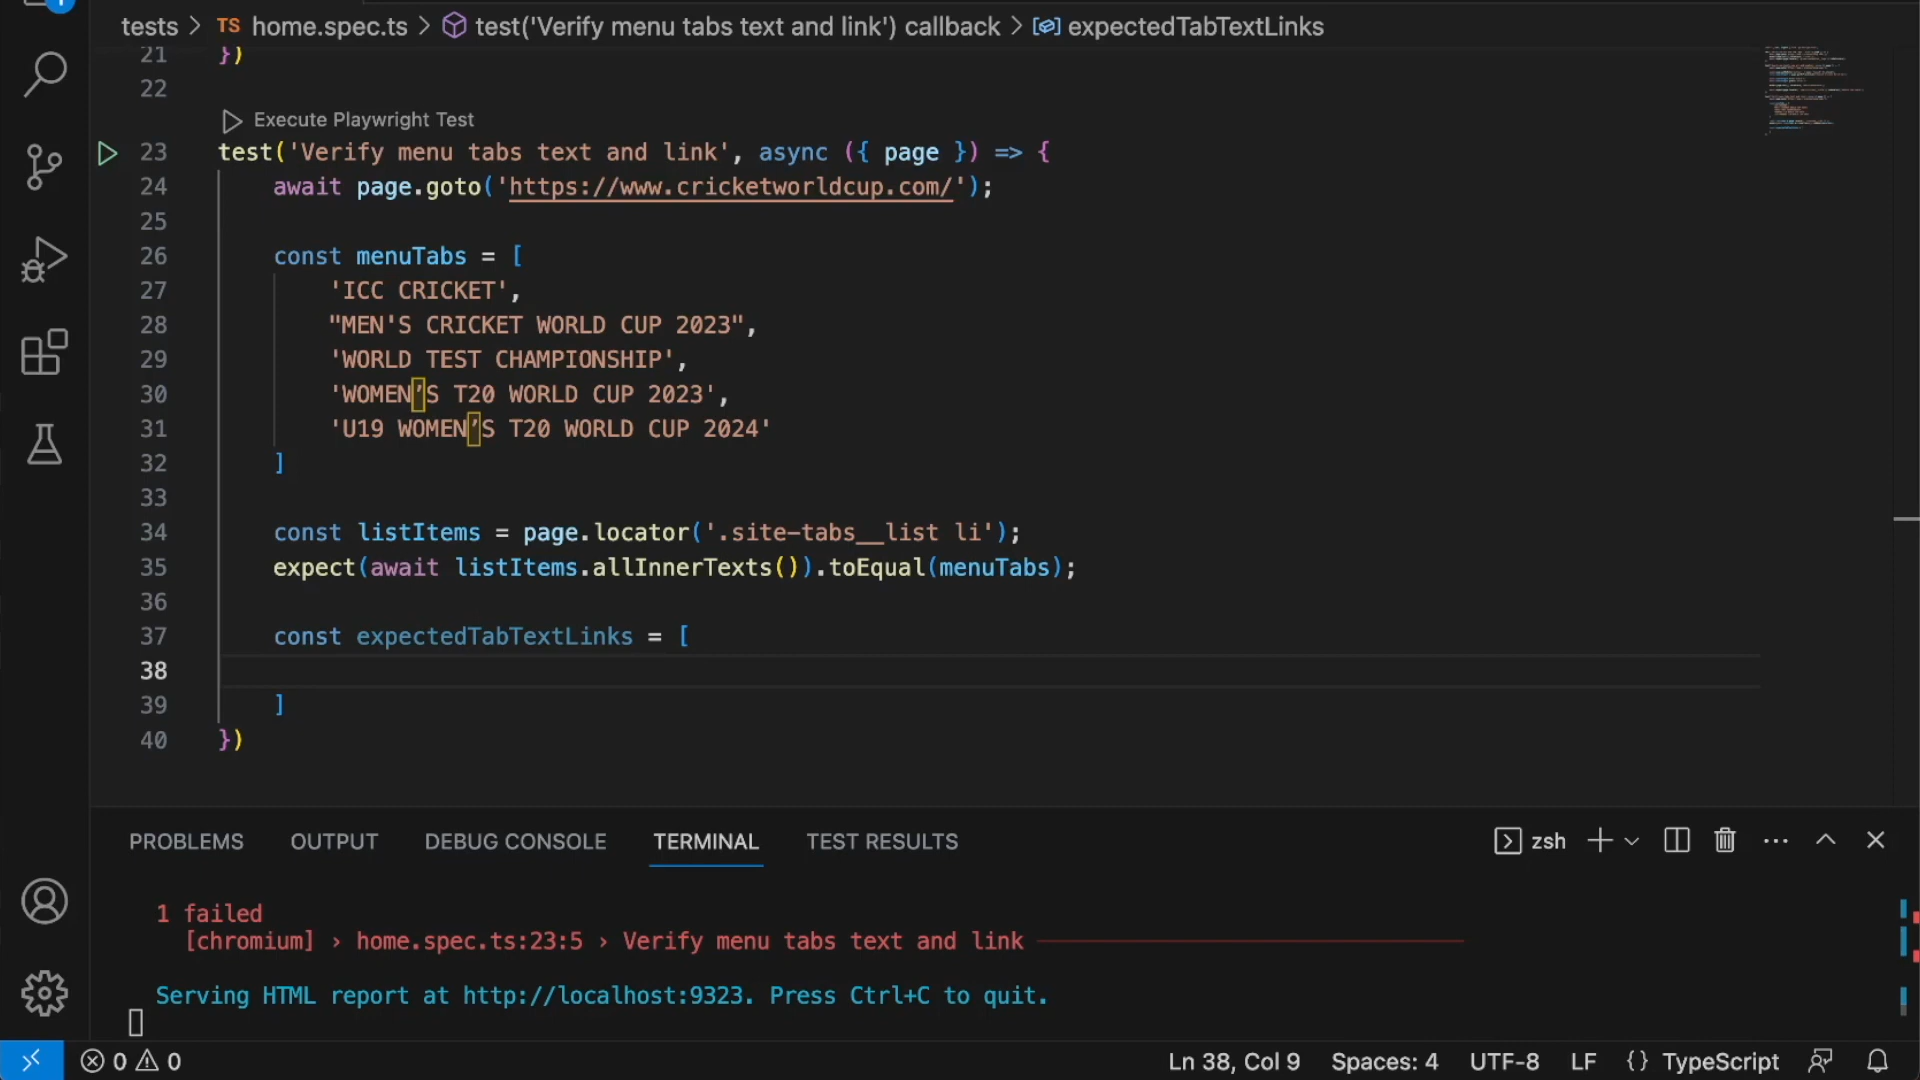 tests > TS home.spec.ts > test('Verify menu tabs text and link') callback > expectedTabTextLinks
21 })
22
Execute Playwright Test
23 test('Verify menu tabs text and link', async ({ page }) => {
24 await page.goto('https://www.cricketworldcup.com/');
25
26 const menuTabs = [
27 'ICC CRICKET',
28 "MEN'S CRICKET WORLD CUP 2023",
29 'WORLD TEST CHAMPIONSHIP',
30 'WOMEN’S T20 WORLD CUP 2023',
31 'U19 WOMEN’S T20 WORLD CUP 2024'
32 ]
33
34 const listItems = page.locator('.site-tabs__list li');
35 expect(await listItems.allInnerTexts()).toEqual(menuTabs);
36
37 const expectedTabTextLinks = [
38
39 ]
40 })
PROBLEMS OUTPUT DEBUG CONSOLE TERMINAL TEST RESULTS zsh
1 failed
[chromium] › home.spec.ts:23:5 › Verify menu tabs text and link
Serving HTML report at http://localhost:9323. Press Ctrl+C to quit.
0 0 Ln 38, Col 9 Spaces: 4 UTF-8 LF {} TypeScript